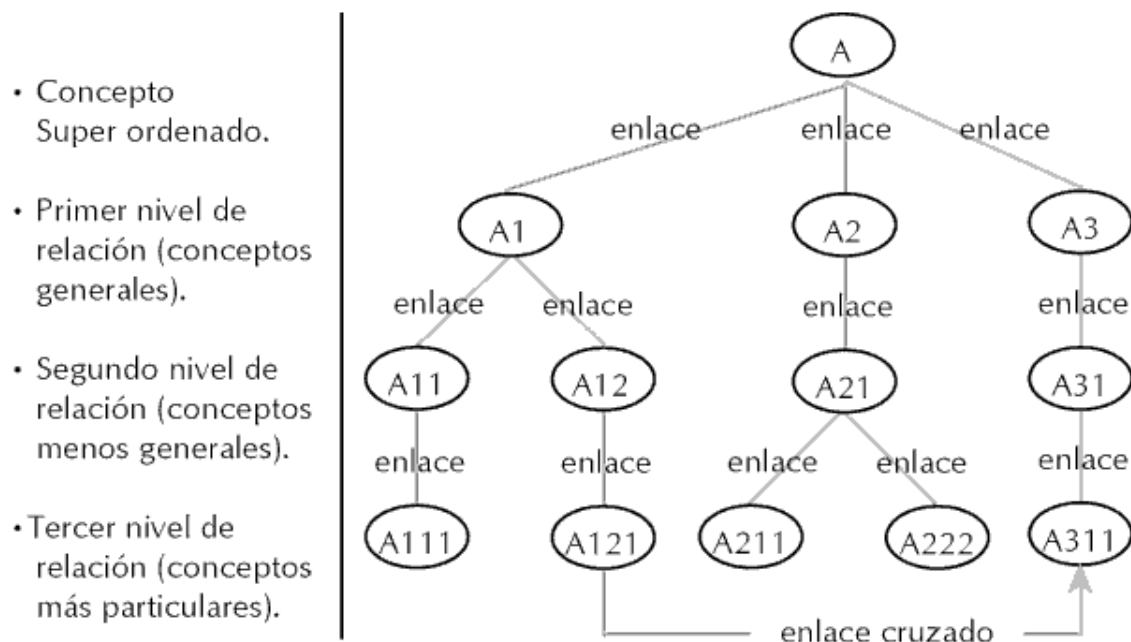 • Concepto
Super ordenado.
• Primer nivel de
relación (conceptos
generales).
• Segundo nivel de
relación (conceptos
menos generales).
• Tercer nivel de
relación (conceptos
más particulares).
A
enlace enlace enlace
A1 A2 A3
enlace enlace enlace enlace
A11 A12 A21 A31
enlace enlace enlace enlace enlace
A111 A121 A211 A222 A311
enlace cruzado